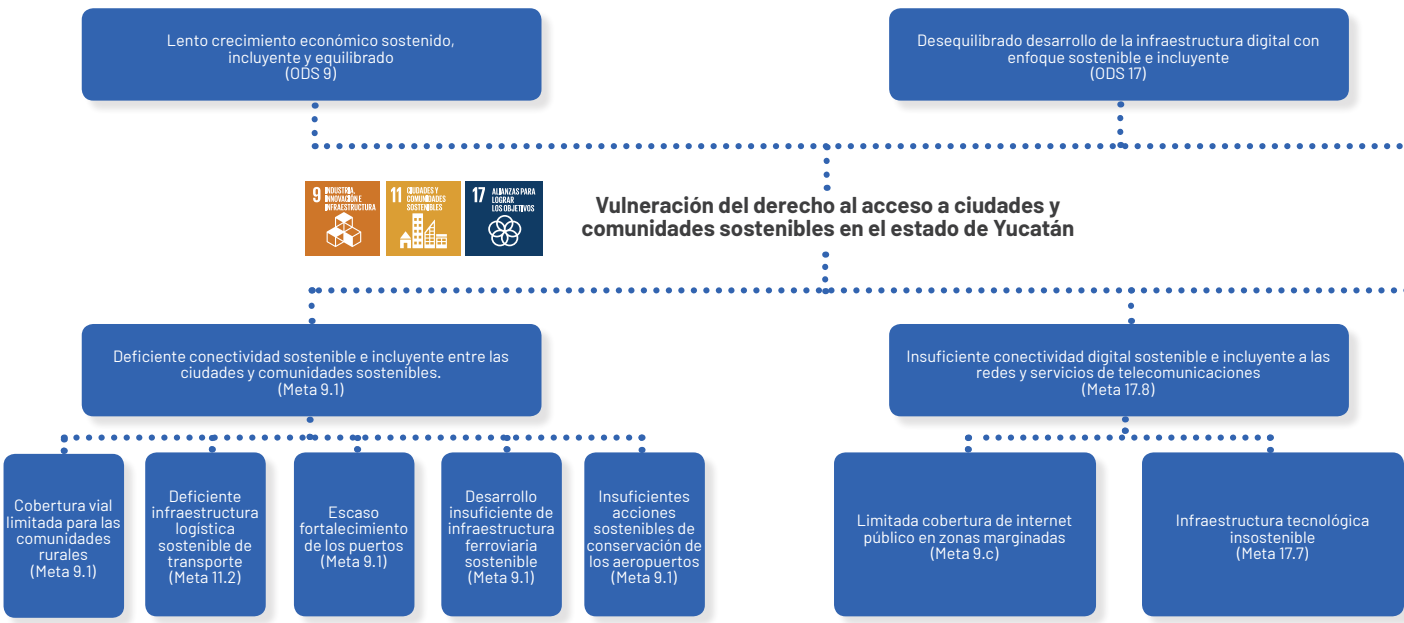 Lento crecimiento económico sostenido,
incluyente y equilibrado
(ODS 9)
Desequilibrado desarrollo de la infraestructura digital con
enfoque sostenible e incluyente
(ODS 17)
9 INDUSTRIA,
INNOVACIÓN E
INFRAESTRUCTURA
11 CIUDADES Y
COMUNIDADES
SOSTENIBLES
17 ALIANZAS PARA
LOGRAR
LOS OBJETIVOS
Vulneración del derecho al acceso a ciudades y
comunidades sostenibles en el estado de Yucatán
Deficiente conectividad sostenible e incluyente entre las
ciudades y comunidades sostenibles.
(Meta 9.1)
Insuficiente conectividad digital sostenible e incluyente a las
redes y servicios de telecomunicaciones
(Meta 17.8)
Cobertura vial
limitada para las
comunidades
rurales
(Meta 9.1)
Deficiente
infraestructura
logística
sostenible de
transporte
(Meta 11.2)
Escaso
fortalecimiento
de los puertos
(Meta 9.1)
Desarrollo
insuficiente de
infraestructura
ferroviaria
sostenible
(Meta 9.1)
Insuficientes
acciones
sostenibles de
conservación de
los aeropuertos
(Meta 9.1)
Limitada cobertura de internet
público en zonas marginadas
(Meta 9.c)
Infraestructura tecnológica
insostenible
(Meta 17.7)